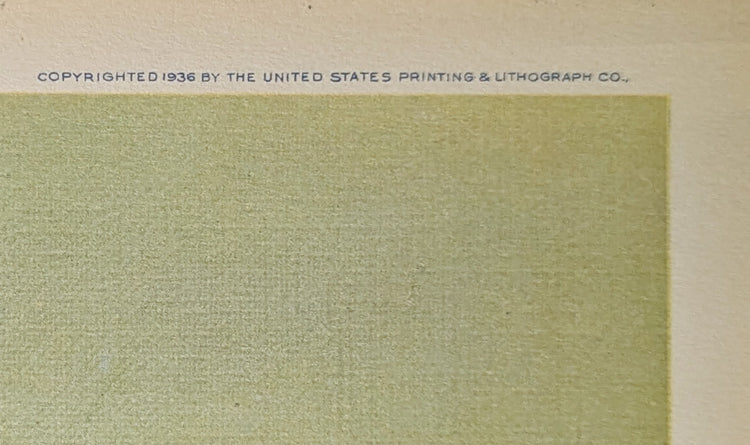 COPYRIGHTED 1936 BY THE UNITED STATES PRINTING & LITHOGRAPH CO.,